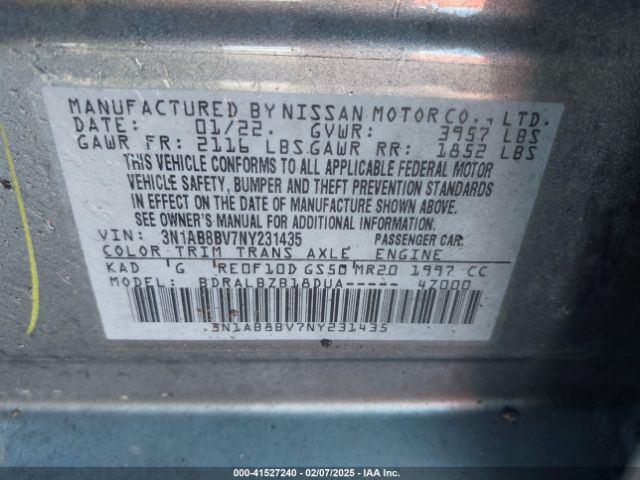 MANUFACTURED BY NISSAN MOTOR CO., LTD.
DATE: 01/22. GVWR: 3957 LBS
GAWR FR: 2116 LBS.GAWR RR: 1852 LBS
THIS VEHICLE CONFORMS TO ALL APPLICABLE FEDERAL MOTOR
VEHICLE SAFETY, BUMPER AND THEFT PREVENTION STANDARDS
IN EFFECT ON THE DATE OF MANUFACTURE SHOWN ABOVE.
SEE OWNER'S MANUAL FOR ADDITIONAL INFORMATION.
VIN: 3N1AB8BV7NY231435 PASSENGER CAR.
COLOR TRIM TRANS AXLE ENGINE
KAD G RE0F10D GS50 MR20 1997 CC
MODEL: BDRALBZB18DUA----- 47000
3N1AB8BV7NY231435
000-41527240 - 02/07/2025 - IAA Inc.